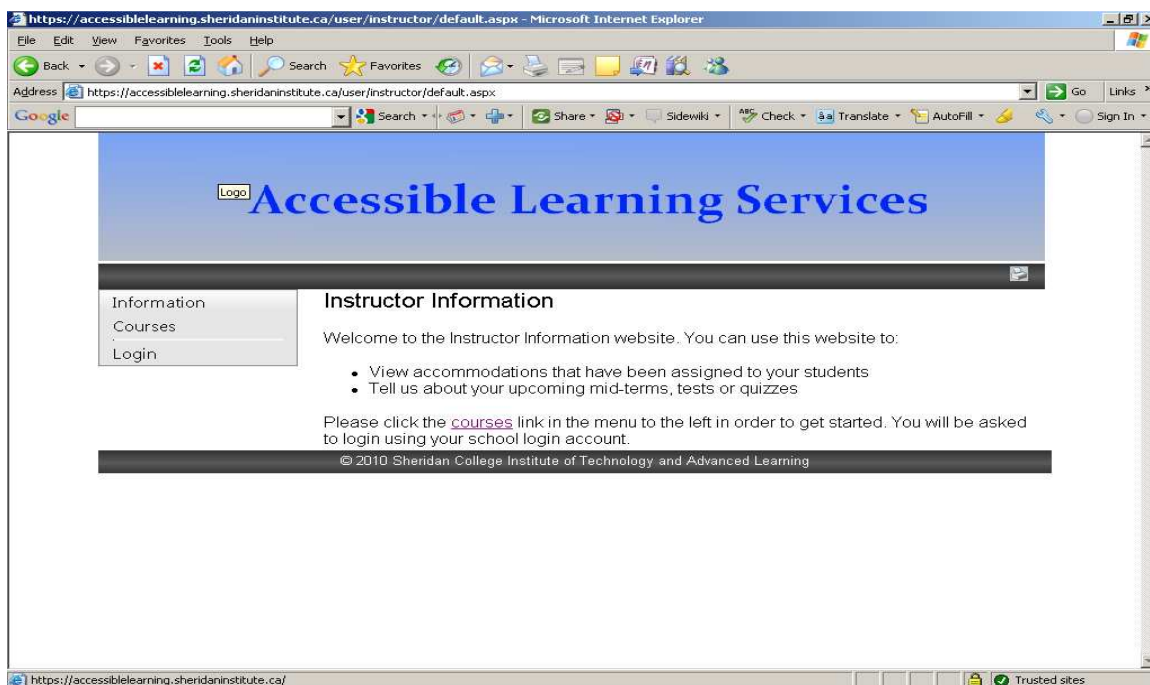 https://accessiblelearning.sheridaninstitute.ca/user/instructor/default.aspx - Microsoft Internet Explorer
File Edit View Favorites Tools Help
Back Search Favorites
Address https://accessiblelearning.sheridaninstitute.ca/user/instructor/default.aspx Go Links
Google Search Share Sidewiki Check Translate AutoFill Sign In
Logo
Accessible Learning Services
Information
Courses
Login
Instructor Information
Welcome to the Instructor Information website. You can use this website to:
• View accommodations that have been assigned to your students
• Tell us about your upcoming mid-terms, tests or quizzes
Please click the courses link in the menu to the left in order to get started. You will be asked
to login using your school login account.
© 2010 Sheridan College Institute of Technology and Advanced Learning
https://accessiblelearning.sheridaninstitute.ca/ Trusted sites